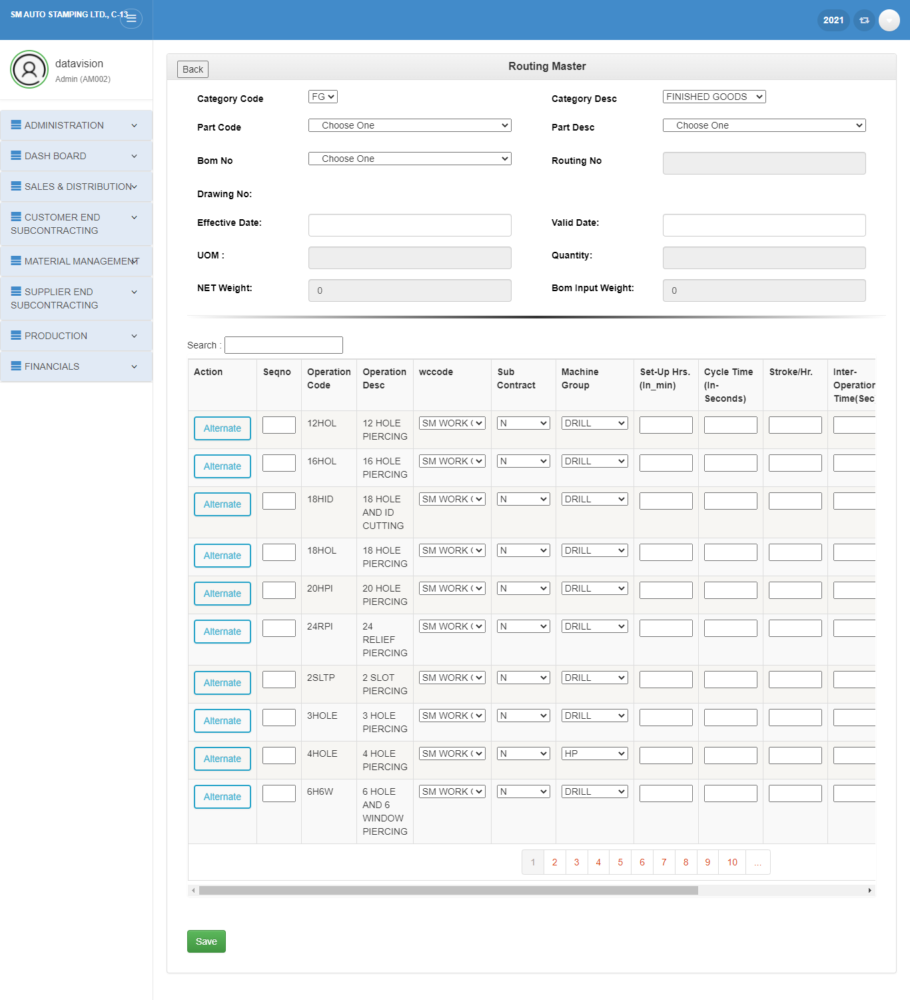 SM AUTO STAMPING LTD., C-13
2021
datavision
Admin (AM002)
ADMINISTRATION
DASH BOARD
SALES & DISTRIBUTION
CUSTOMER END
SUBCONTRACTING
MATERIAL MANAGEMENT
SUPPLIER END
SUBCONTRACTING
PRODUCTION
FINANCIALS
Back
Routing Master
Category Code FG Category Desc FINISHED GOODS
Part Code Choose One Part Desc Choose One
Bom No Choose One Routing No
Drawing No:
Effective Date: Valid Date:
UOM : Quantity:
NET Weight: 0 Bom Input Weight: 0
Search :
Action Seqno Operation wccode Sub Machine Set-Up Hrs. Cycle Time Stroke/Hr. Inter-
Code Desc Contract Group (In_min) (In- Operation
Seconds) Time(Sec
Alternate 12HOL 12 HOLE SM WORK N DRILL
PIERCING
Alternate 16HOL 16 HOLE SM WORK N DRILL
PIERCING
Alternate 18HID 18 HOLE SM WORK N DRILL
AND ID
CUTTING
Alternate 18HOL 18 HOLE SM WORK N DRILL
PIERCING
Alternate 20HPI 20 HOLE SM WORK N DRILL
PIERCING
Alternate 24RPI 24 SM WORK N DRILL
RELIEF
PIERCING
Alternate 2SLTP 2 SLOT SM WORK N DRILL
PIERCING
Alternate 3HOLE 3 HOLE SM WORK N DRILL
PIERCING
Alternate 4HOLE 4 HOLE SM WORK N HP
PIERCING
Alternate 6H6W 6 HOLE SM WORK N DRILL
AND 6
WINDOW
PIERCING
1 2 3 4 5 6 7 8 9 10 ...
Save